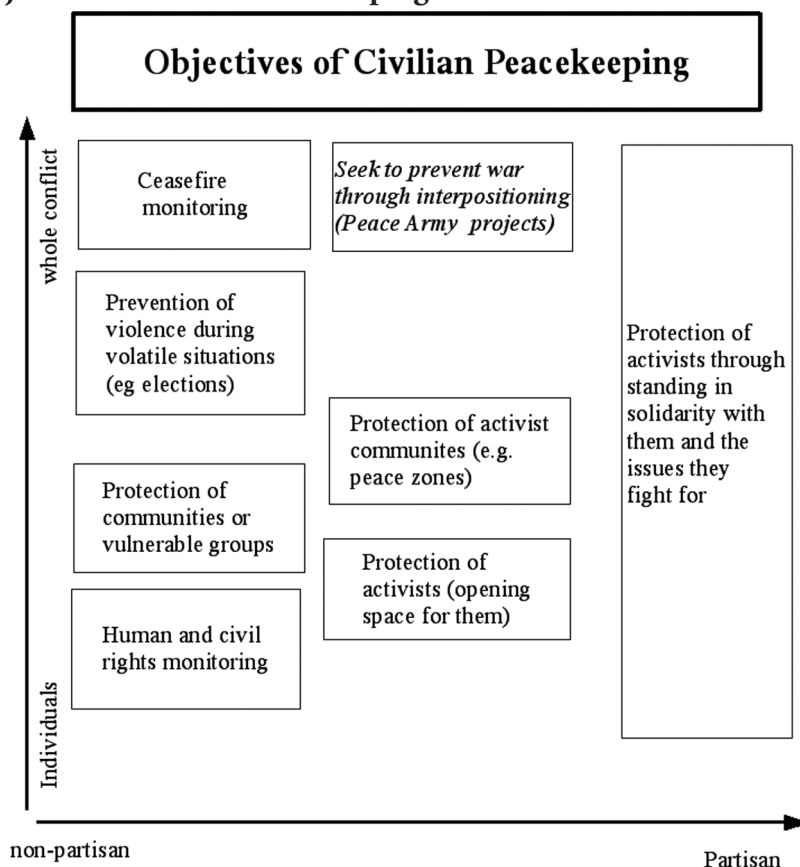 Objectives of Civilian Peacekeeping
whole conflict
Ceasefire
monitoring
Seek to prevent war
through interpositioning
(Peace Army projects)
Prevention of
violence during
volatile situations
(eg elections)
Protection of
activists through
standing in
solidarity with
them and the
issues they
fight for
Protection of activist
communites (e.g.
peace zones)
Protection of
communities or
vulnerable groups
Protection of
activists (opening
space for them)
Human and civil
rights monitoring
Individuals
non-partisan
Partisan